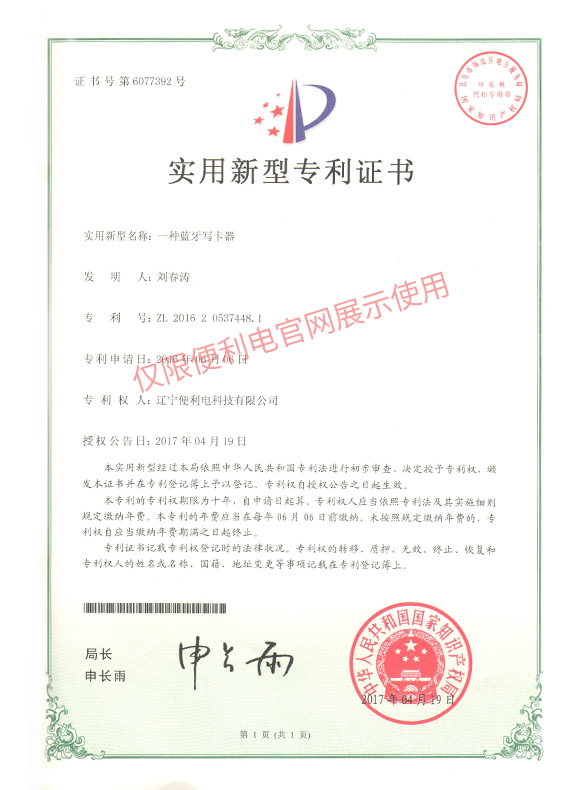 证书号第6077392号
印花税
代扣专用章
国家知识产权局
实用新型专利证书
实用新型名称：一种蓝牙写卡器
发明人：刘春涛
专利号：ZL 2016 2 0537448.1
专利申请日：2016年06月06日
专利权人：辽宁便利电科技有限公司
授权公告日：2017年04月19日
仅限便利电官网展示使用
本实用新型经过本局依照中华人民共和国专利法进行初步审查，决定授予专利权，颁
发本证书并在专利登记簿上予以登记。专利权自授权公告之日起生效。
本专利的专利权期限为十年，自申请日起算。专利权人应当依照专利法及其实施细则
规定缴纳年费。本专利的年费应当在每年06月06日前缴纳。未按照规定缴纳年费的，专
利权自应当缴纳年费期满之日起终止。
专利证书记载专利权登记时的法律状况。专利权的转移、质押、无效、终止、恢复和
专利权人的姓名或名称、国籍、地址变更等事项记载在专利登记簿上。
局长
申长雨
申长雨
中华人民共和国国家知识产权局
2017年04月19日
第1页(共1页)